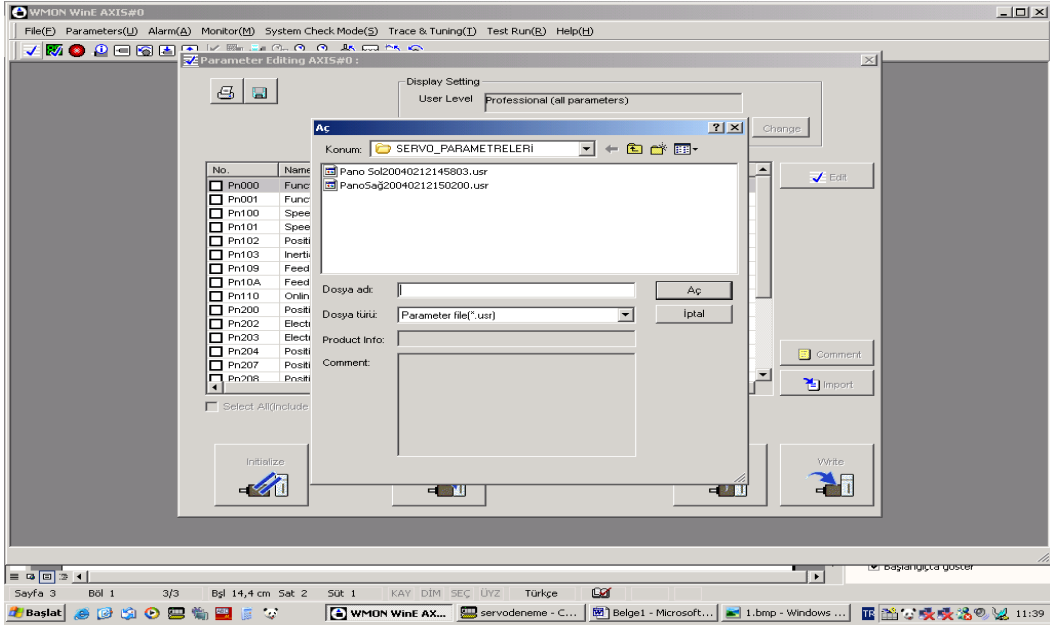 WMON WinE AXIS#0
File(F) Parameters(U) Alarm(A) Monitor(M) System Check Mode(S) Trace & Tuning(T) Test Run(R) Help(H)
Parameter Editing AXIS#0 :
Display Setting
User Level Professional (all parameters)
Change
Aç
Konum: SERVO_PARAMETRELERİ
Pano Sol20040212145803.usr
PanoSağ20040212150200.usr
No. Name
Pn000 Func
Pn001 Func
Pn100 Spee
Pn101 Spee
Pn102 Positi
Pn103 Inerti
Pn109 Feed
Pn10A Feed
Pn110 Onlin
Pn200 Positi
Pn202 Electr
Pn203 Electr
Pn204 Positi
Pn207 Positi
Pn208 Positi
Edit
Dosya adı: Aç
Dosya türü: Parameter file(*.usr) İptal
Product Info:
Comment:
Comment
Import
Select All(include
Initialize
Write
Başlangıçta göster
Sayfa 3 Böl 1 3/3 Bşl 14,4 cm Sat 2 Süt 1 KAY DİM SEÇ ÜYZ Türkçe
Başlat WMON WinE AX... servodeneme - C... Belge1 - Microsoft... 1.bmp - Windows ... TR 11:39